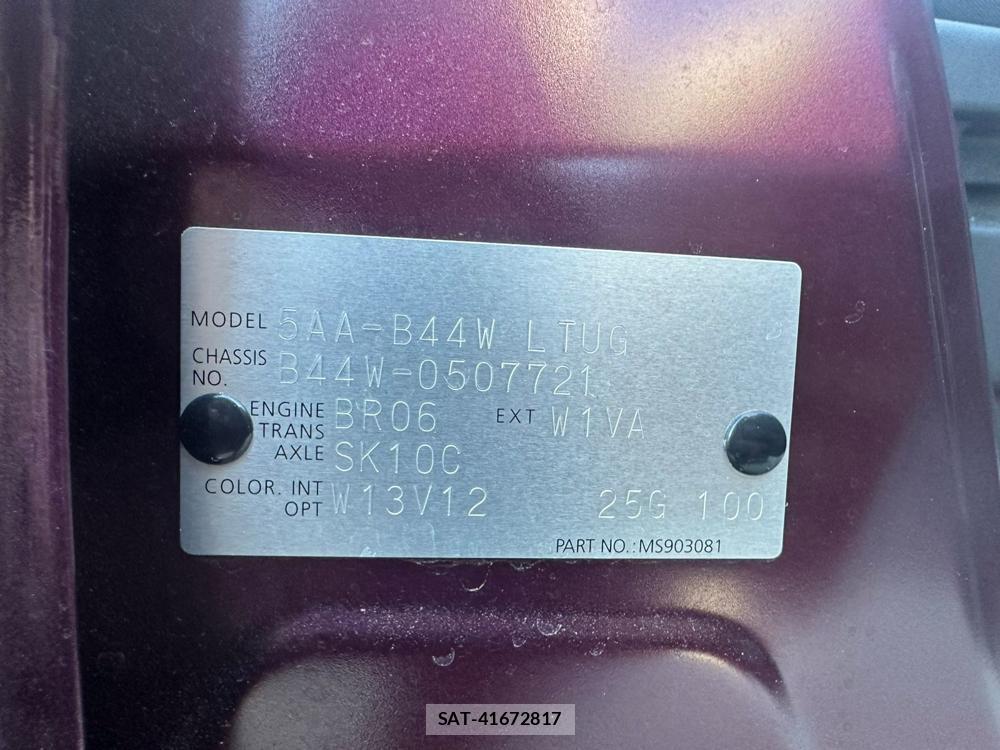 MODEL 5AA-B44W LTUG
CHASSIS NO. B44W-0507721
ENGINE BR06 EXT W1VA
TRANS AXLE SK10C
COLOR. INT OPT W13V12 25G 100
PART NO.:MS903081
SAT-41672817